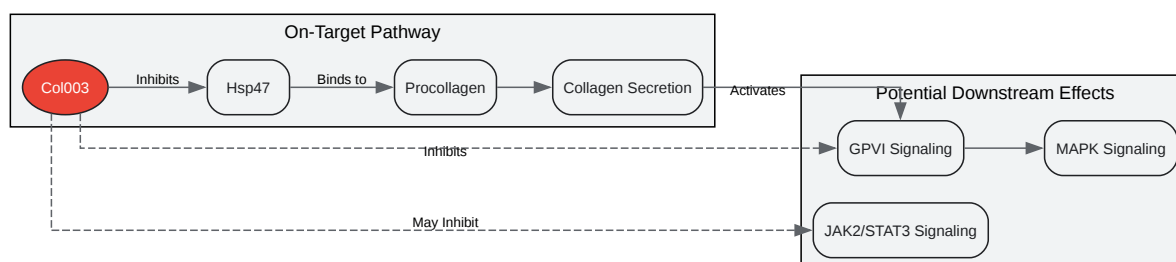 On-Target Pathway
Col003
Inhibits
Hsp47
Binds to
Procollagen
Collagen Secretion
Activates
Potential Downstream Effects
Inhibits
GPVI Signaling
MAPK Signaling
May Inhibit
JAK2/STAT3 Signaling